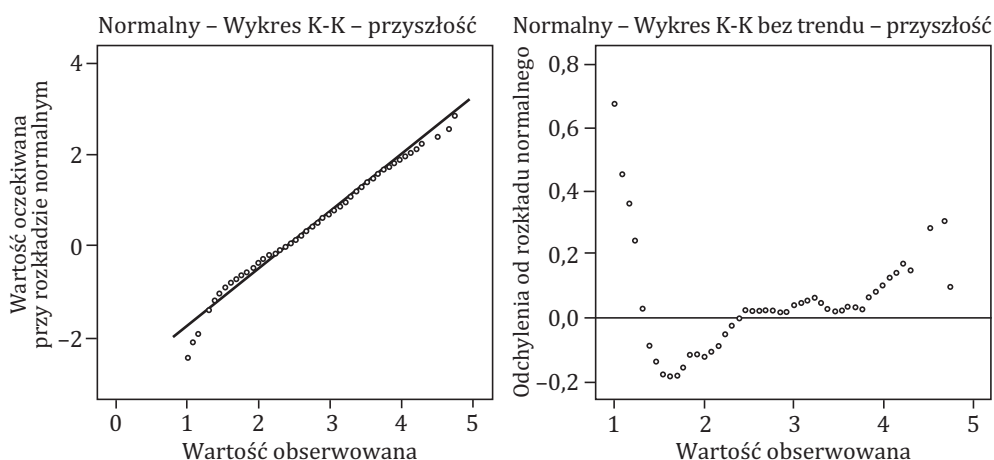 Normalny – Wykres K-K – przyszłość
Wartość oczekiwana
przy rozkładzie normalnym
4
2
0
–2
0 1 2 3 4 5
Wartość obserwowana
Normalny – Wykres K-K bez trendu – przyszłość
Odchylenia od rozkładu normalnego
0,8
0,6
0,4
0,2
0,0
–0,2
1 2 3 4 5
Wartość obserwowana